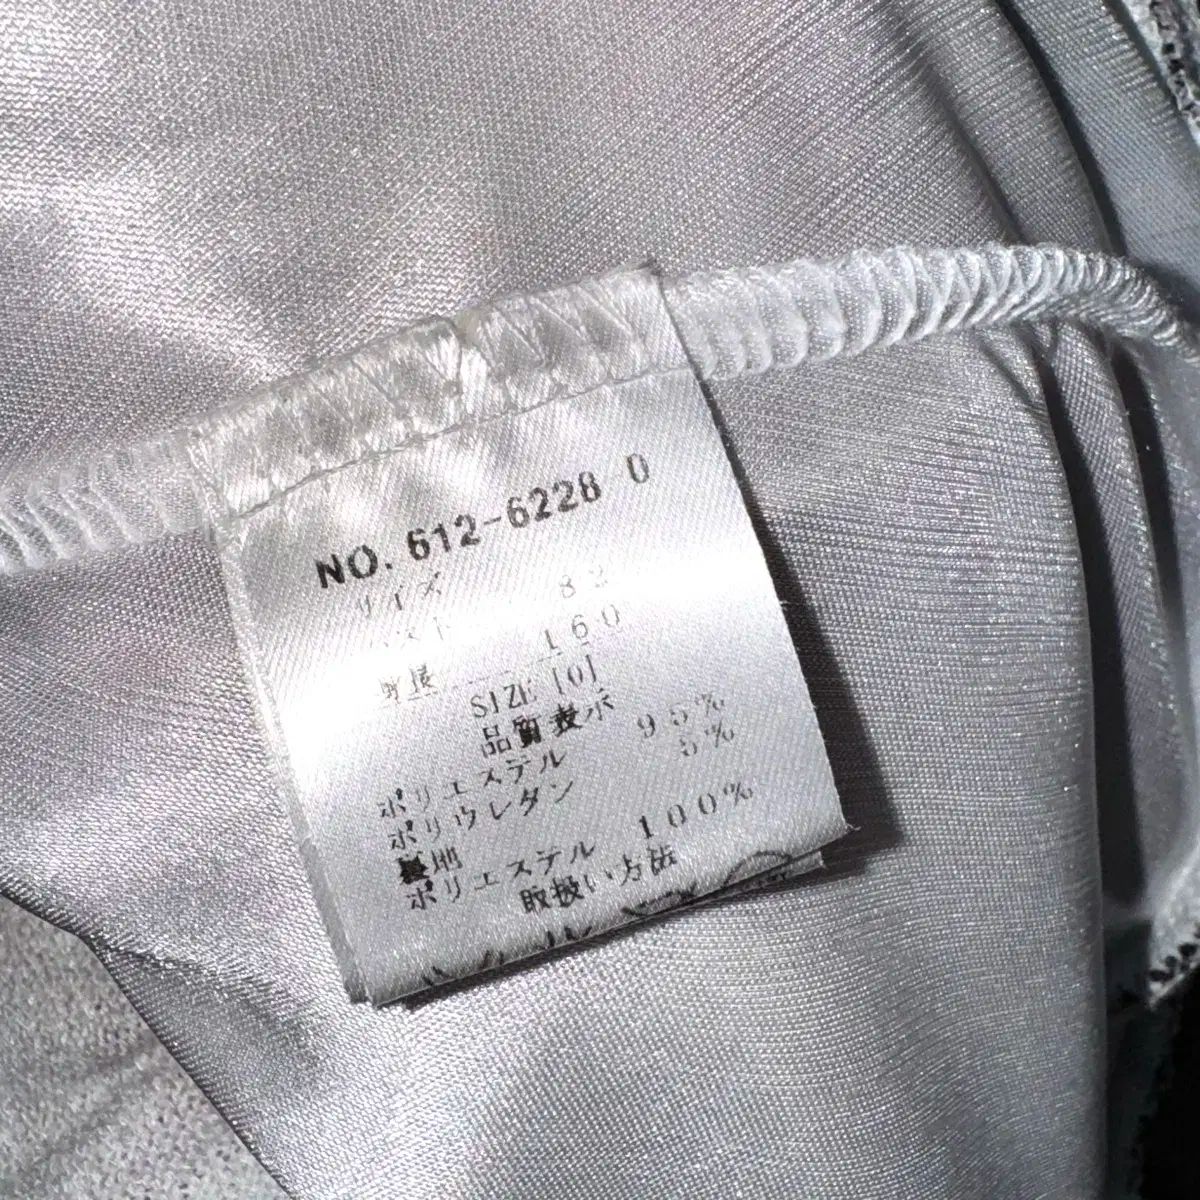 NO. 612-6228 0
サイズ
バスト 82
身長 160
SIZE [0]
品質表示
ポリエステル 95%
ポリウレタン 5%
裏地
ポリエステル 100%
取扱い方法